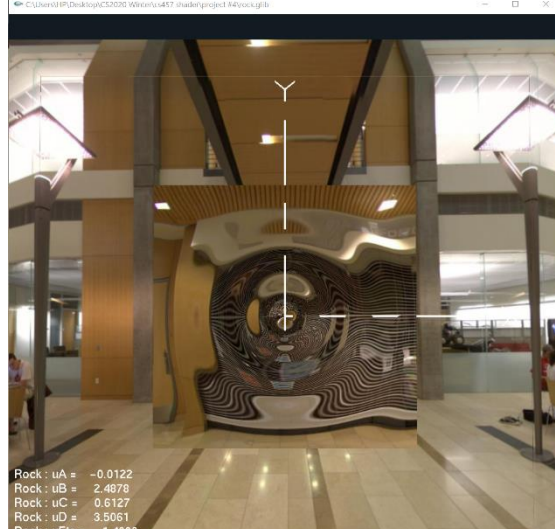 C:\Users\HP\Desktop\CS2020 Winter\cs457 shader\project #4\rock.glib
Y
Rock : uA = -0.0122
Rock : uB = 2.4878
Rock : uC = 0.6127
Rock : uD = 3.5061